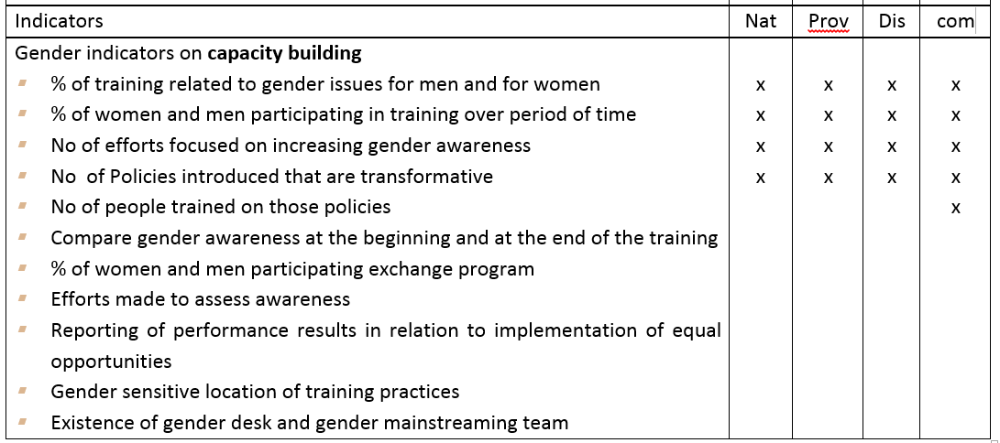 Indicators Nat Prov Dis com
Gender indicators on capacity building
% of training related to gender issues for men and for women x x x x
% of women and men participating in training over period of time x x x x
No of efforts focused on increasing gender awareness x x x x
No of Policies introduced that are transformative x x x x
No of people trained on those policies x
Compare gender awareness at the beginning and at the end of the training
% of women and men participating exchange program
Efforts made to assess awareness
Reporting of performance results in relation to implementation of equal
opportunities
Gender sensitive location of training practices
Existence of gender desk and gender mainstreaming team